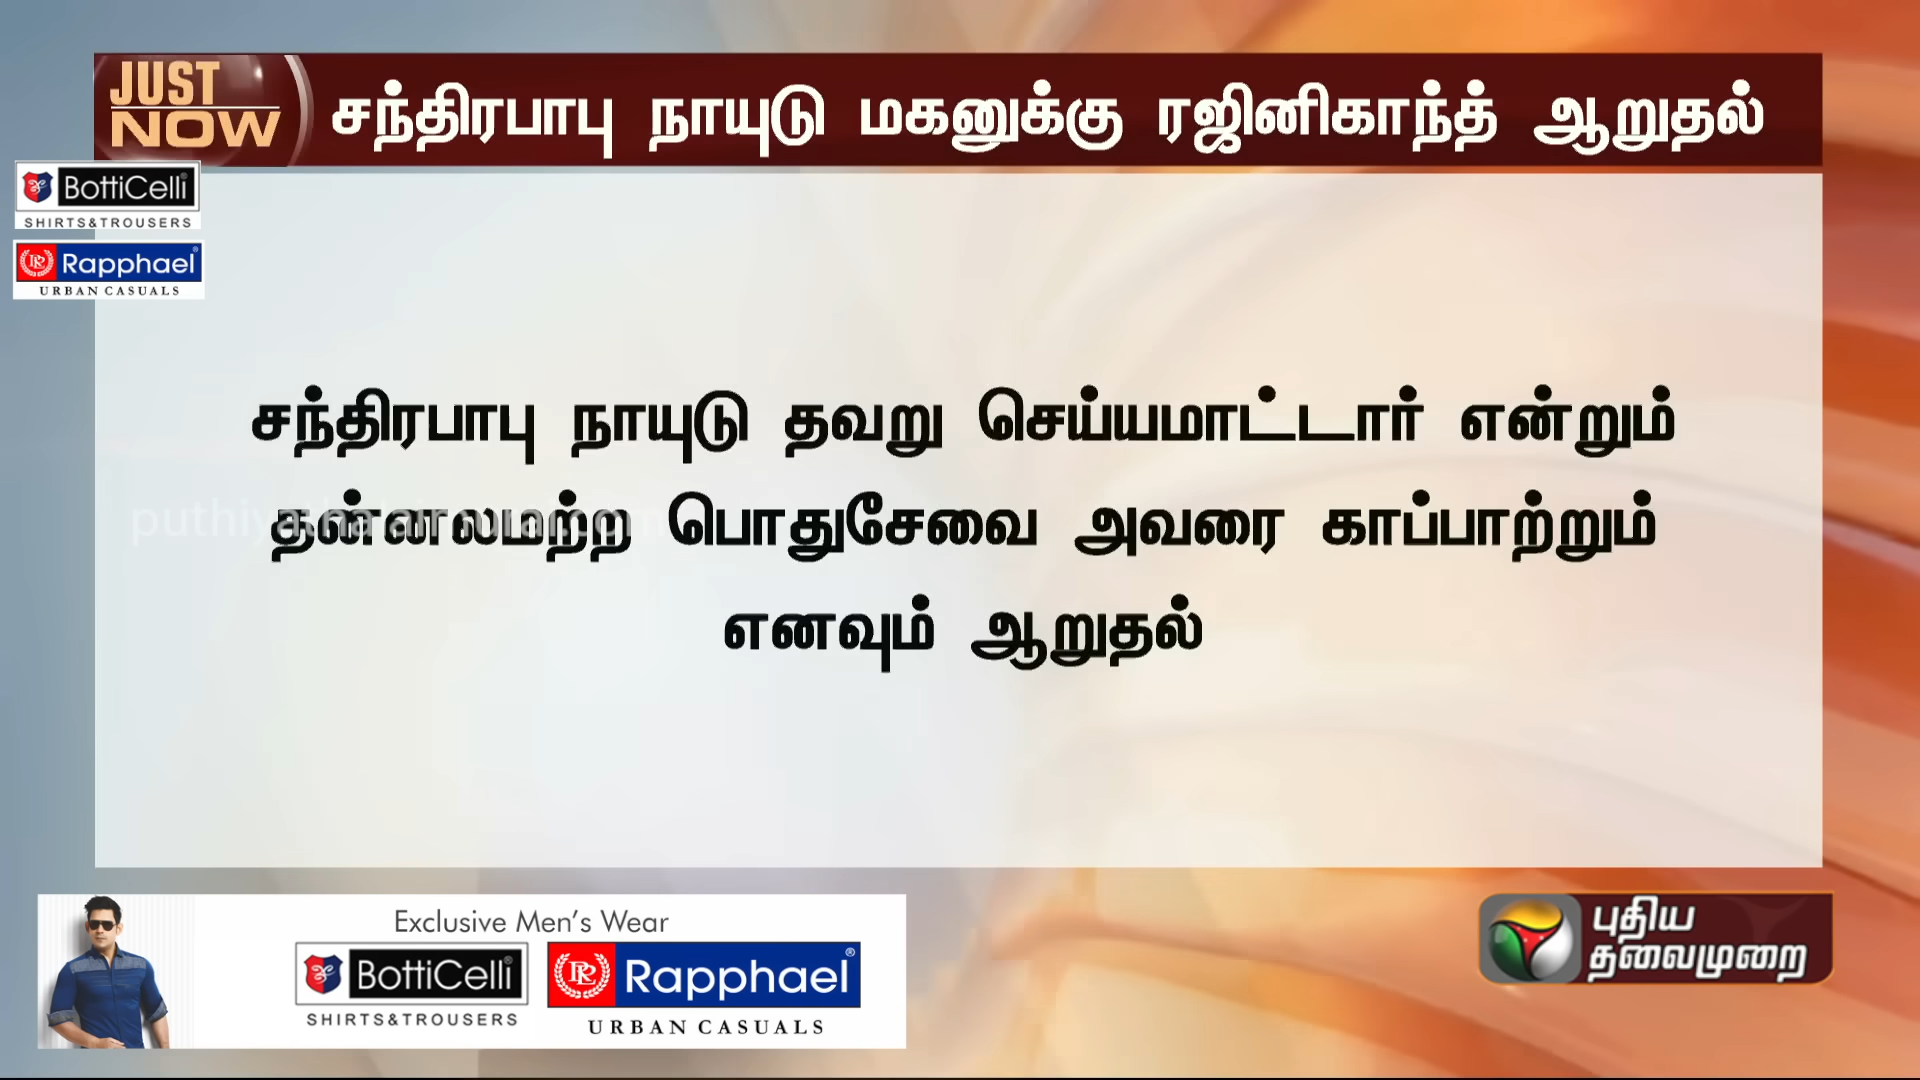 JUST
NOW
சந்திரபாபு நாயுடு மகனுக்கு ரஜினிகாந்த் ஆறுதல்
BottiCelli
SHIRTS&TROUSERS
Rapphael
URBAN CASUALS
சந்திரபாபு நாயுடு தவறு செய்யமாட்டார் என்றும்
தன்னலமற்ற பொதுசேவை அவரை காப்பாற்றும்
எனவும் ஆறுதல்
Exclusive Men's Wear
BottiCelli
SHIRTS&TROUSERS
Rapphael
URBAN CASUALS
புதிய
தலைமுறை